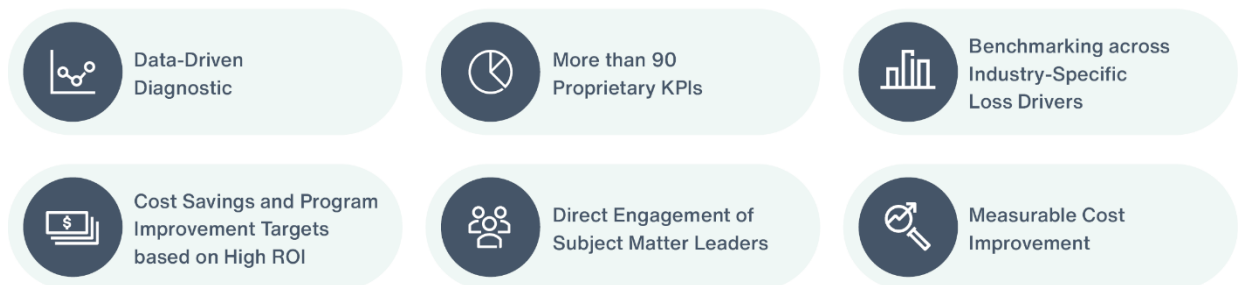 Data-Driven
Diagnostic
More than 90
Proprietary KPIs
Benchmarking across
Industry-Specific
Loss Drivers
$
Cost Savings and Program
Improvement Targets
based on High ROI
Direct Engagement of
Subject Matter Leaders
Measurable Cost
Improvement